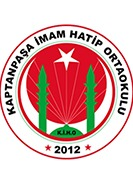 KAPTANPAŞA İMAM HATİP ORTAOKULU
K.İ.H.O
2012